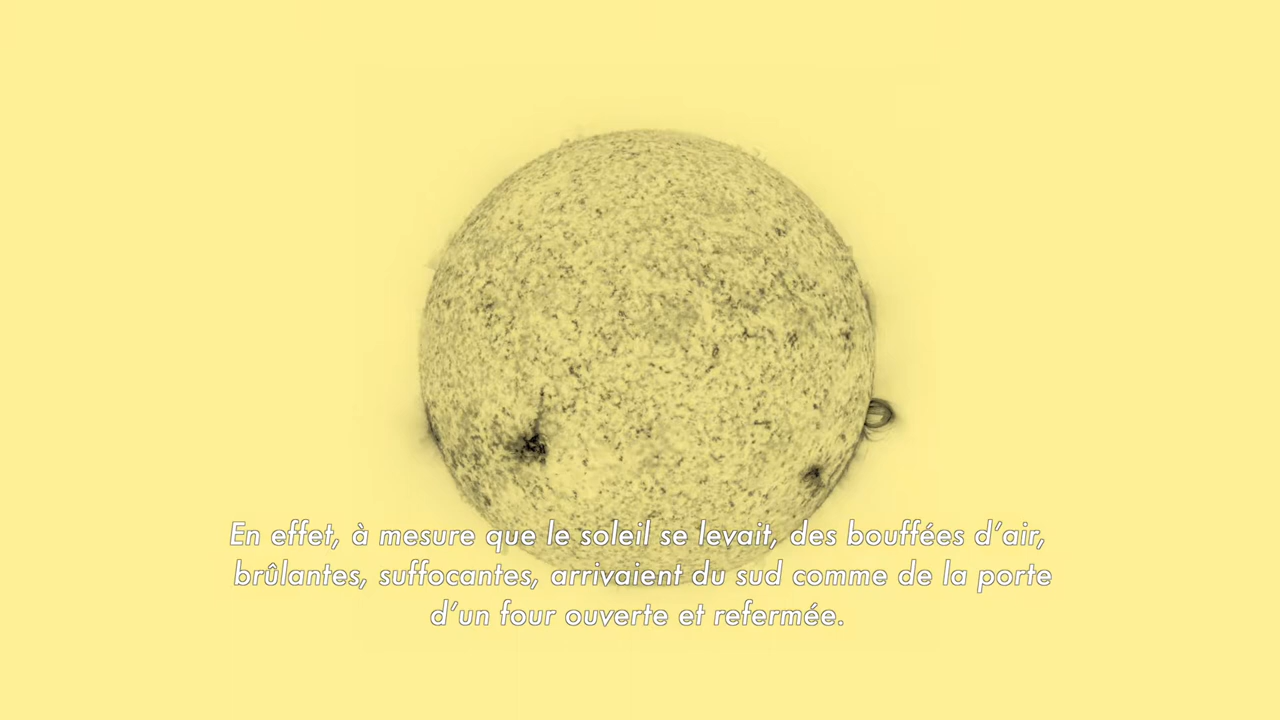 En effet, à mesure que le soleil se levait, des bouffées d'air,
brûlantes, suffocantes, arrivaient du sud comme de la porte
d'un four ouverte et refermée.